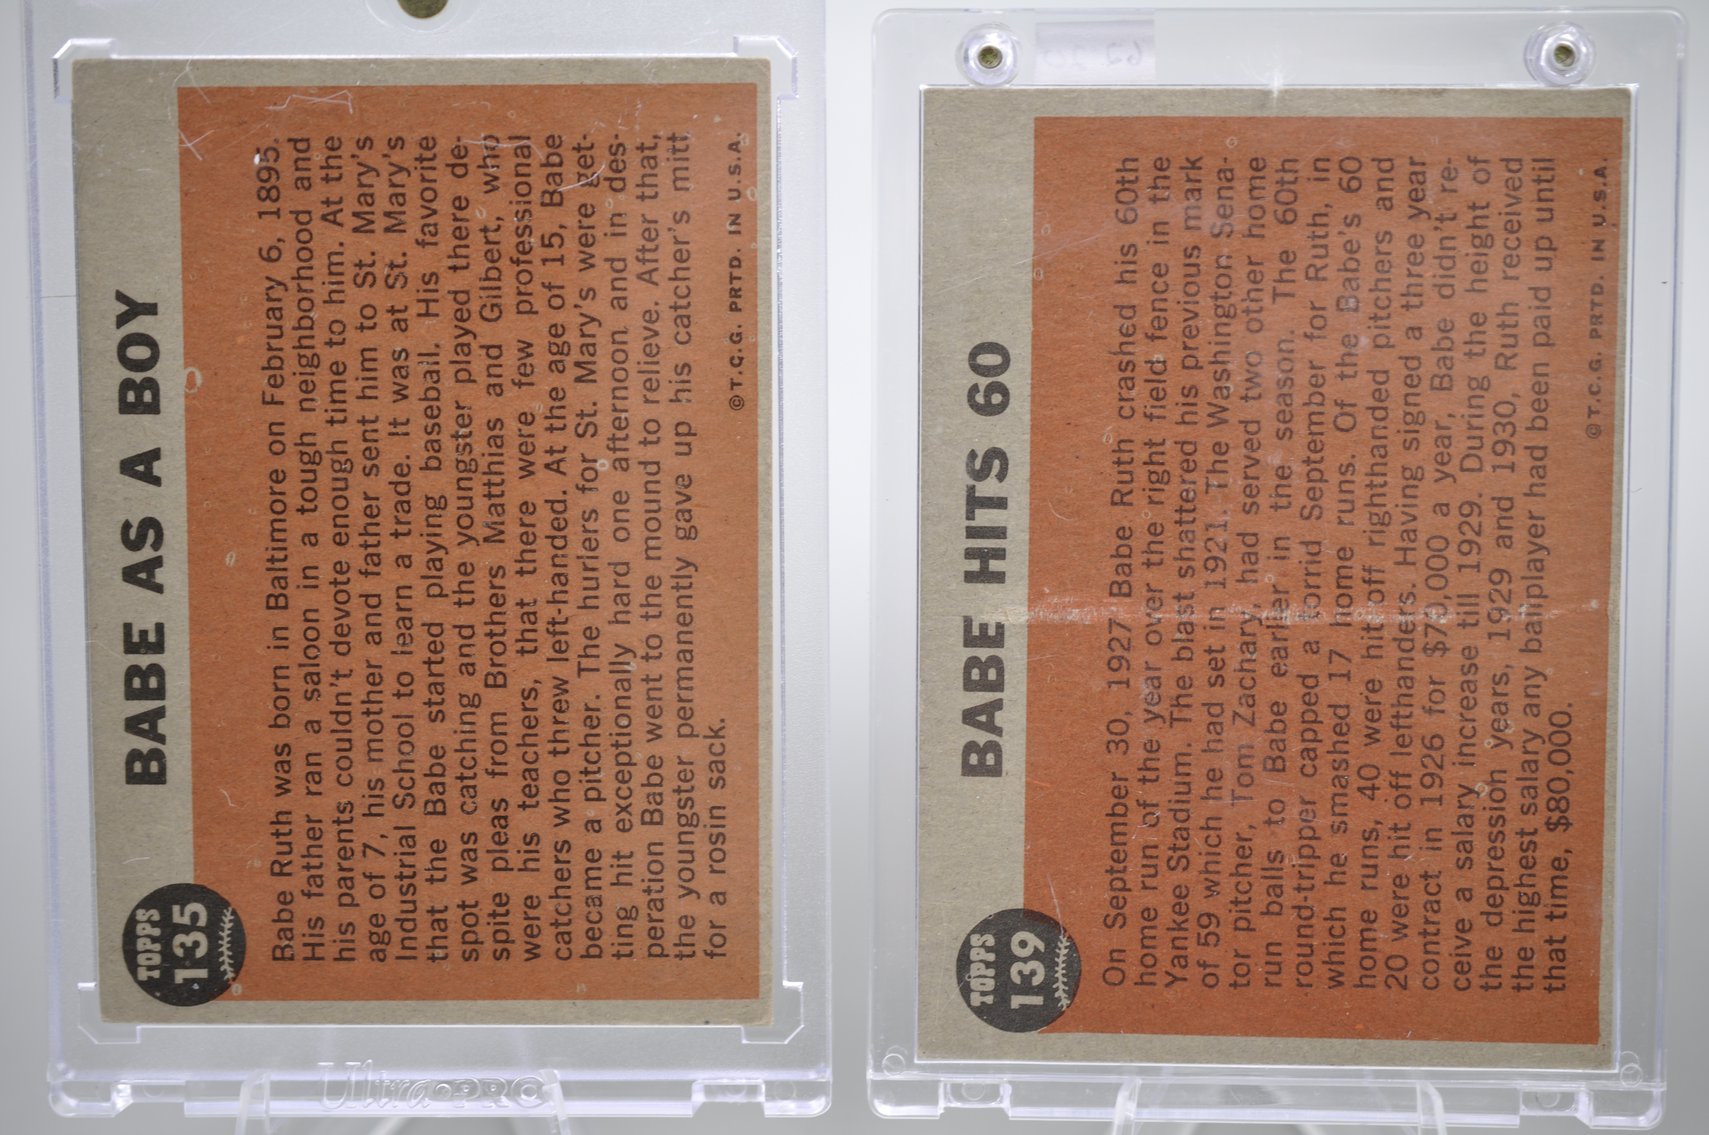 BABE AS A BOY
TOPPS
135
Babe Ruth was born in Baltimore on February 6, 1895.
His father ran a saloon in a tough neighborhood and
his parents couldn't devote enough time to him. At the
age of 7, his mother and father sent him to St. Mary's
Industrial School to learn a trade. It was at St. Mary's
that the Babe started playing baseball. His favorite
spot was catching and the youngster played there de-
spite pleas from Brothers Matthias and Gilbert, who
were his teachers, that there were few professional
catchers who threw left-handed. At the age of 15, Babe
became a pitcher. The hurlers for St. Mary's were get-
ting hit exceptionally hard one afternoon and in des-
peration Babe went to the mound to relieve. After that,
the youngster permanently gave up his catcher's mitt
for a rosin sack.
©T.C.G. PRTD. IN U.S.A.
Ultra·PRO
BABE HITS 60
TOPPS
139
On September 30, 1927 Babe Ruth crashed his 60th
home run of the year over the right field fence in the
Yankee Stadium. The blast shattered his previous mark
of 59 which he had set in 1921. The Washington Sena-
tor pitcher, Tom Zachary, had served two other home
run balls to Babe earlier in the season. The 60th
round-tripper capped a torrid September for Ruth, in
which he smashed 17 home runs. Of the Babe's 60
home runs, 40 were hit off righthanded pitchers and
20 were hit off lefthanders. Having signed a three year
contract in 1926 for $70,000 a year, Babe didn't re-
ceive a salary increase till 1929. During the height of
the depression years, 1929 and 1930, Ruth received
the highest salary any ballplayer had been paid up until
that time, $80,000.
©T.C.G. PRTD. IN U.S.A.